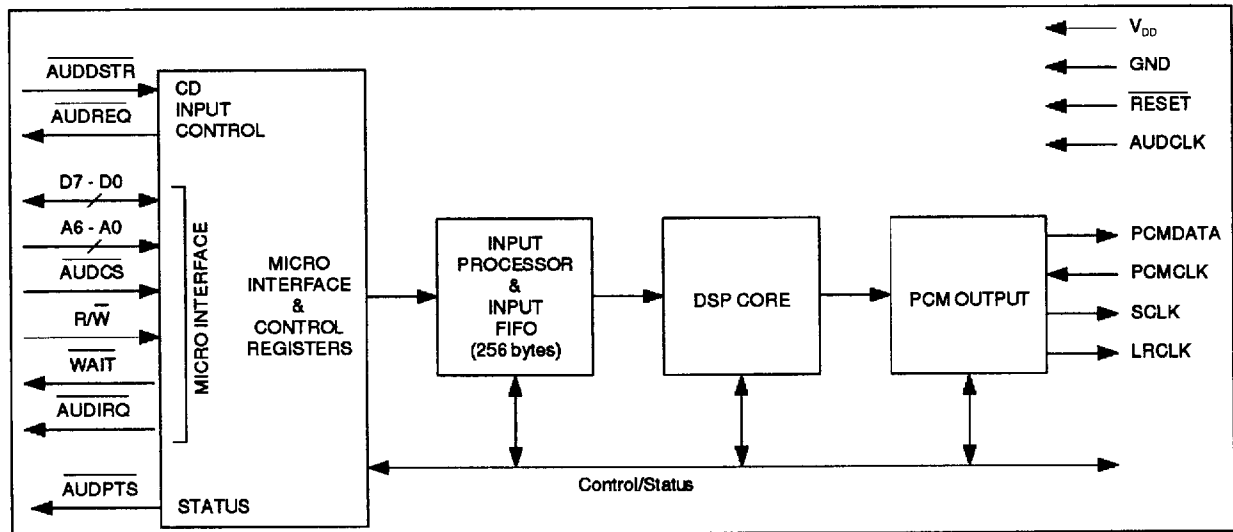 AUDDSTR
AUDREQ
D7 - D0
A6 - A0
AUDCS
R/W̅
WAIT
AUDIRQ
AUDPTS
CD
INPUT
CONTROL
MICRO INTERFACE
MICRO
INTERFACE
&
CONTROL
REGISTERS
STATUS
INPUT
PROCESSOR
&
INPUT
FIFO
(256 bytes)
DSP CORE
PCM OUTPUT
Control/Status
VDD
GND
RESET
AUDCLK
PCMDATA
PCMCLK
SCLK
LRCLK